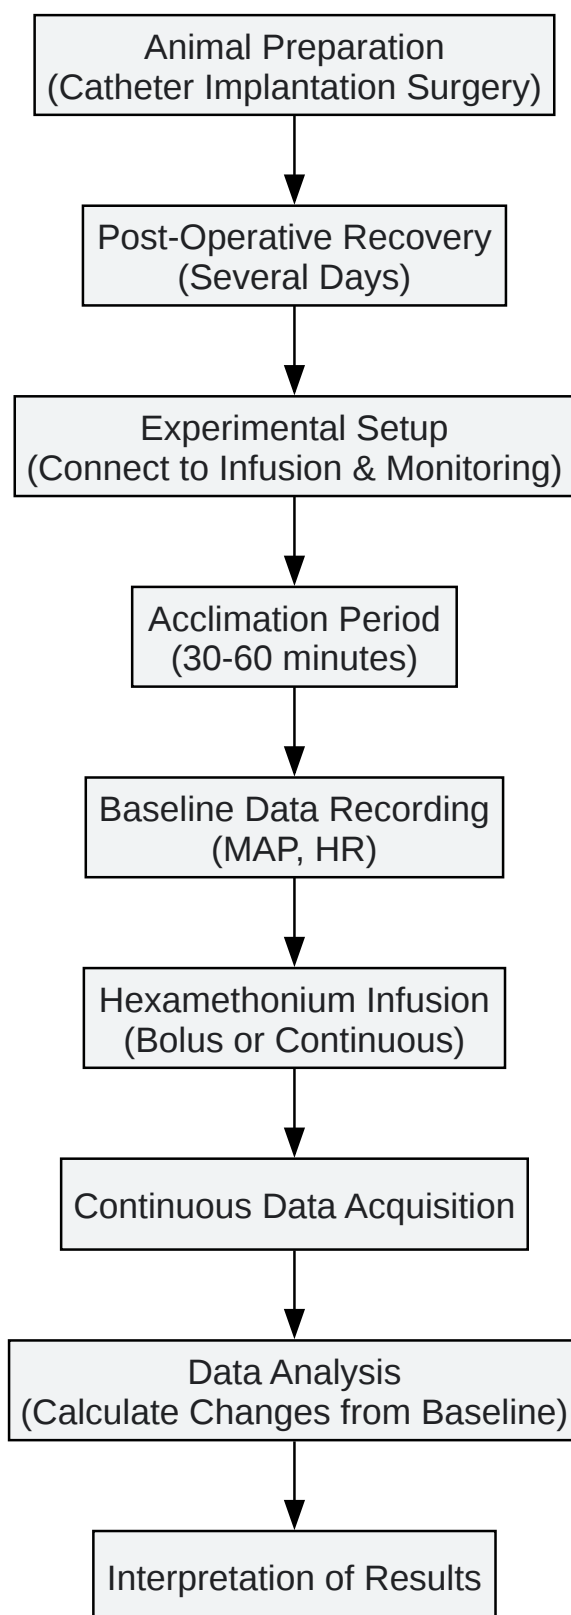 Animal Preparation
(Catheter Implantation Surgery)
Post-Operative Recovery
(Several Days)
Experimental Setup
(Connect to Infusion & Monitoring)
Acclimation Period
(30-60 minutes)
Baseline Data Recording
(MAP, HR)
Hexamethonium Infusion
(Bolus or Continuous)
Continuous Data Acquisition
Data Analysis
(Calculate Changes from Baseline)
Interpretation of Results